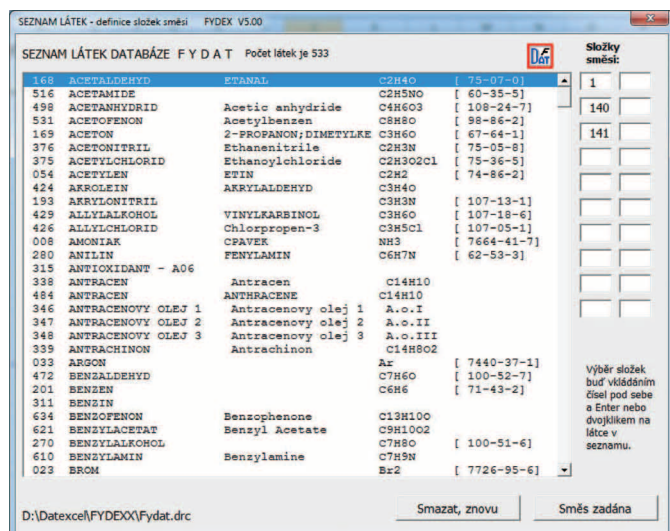 SEZNAM LÁTEK - definice složek směsi FYDEX V5.00
x
SEZNAM LÁTEK DATABÁZE F Y D A T Počet látek je 533
DF
DAT
Složky
směsi:
168 ACETALDEHYD ETANAL C2H4O [ 75-07-0]
516 ACETAMIDE C2H5NO [ 60-35-5]
498 ACETANHYDRID Acetic anhydride C4H6O3 [ 108-24-7]
531 ACETOFENON Acetylbenzen C8H8O [ 98-86-2]
169 ACETON 2-PROPANON;DIMETYLKE C3H6O [ 67-64-1]
376 ACETONITRIL Ethanenitrile C2H3N [ 75-05-8]
375 ACETYLCHLORID Ethanoylchloride C2H3O2Cl [ 75-36-5]
054 ACETYLEN ETIN C2H2 [ 74-86-2]
424 AKROLEIN AKRYLALDEHYD C3H4O
193 AKRYLONITRIL C3H3N [ 107-13-1]
429 ALLYLALKOHOL VINYLKARBINOL C3H6O [ 107-18-6]
426 ALLYLCHLORID Chlorpropen-3 C3H5Cl [ 107-05-1]
008 AMONIAK CPAVEK NH3 [ 7664-41-7]
280 ANILIN FENYLAMIN C6H7N [ 62-53-3]
315 ANTIOXIDANT - A06
338 ANTRACEN Antracen C14H10
484 ANTRACEN ANTHRACENE C14H10
346 ANTRACENOVY OLEJ 1 Antracenovy olej 1 A.o.I
347 ANTRACENOVY OLEJ 2 Antracenovy olej 2 A.o.II
348 ANTRACENOVY OLEJ 3 Antracenovy olej 3 A.o.III
339 ANTRACHINON Antrachinon C14H8O2
033 ARGON Ar [ 7440-37-1]
472 BENZALDEHYD C7H6O [ 100-52-7]
201 BENZEN C6H6 [ 71-43-2]
311 BENZIN
634 BENZOFENON Benzophenone C13H10O
621 BENZYLACETAT Benzyl Acetate C9H10O2
270 BENZYLALKOHOL C7H8O [ 100-51-6]
610 BENZYLAMIN Benzylamine C7H9N
023 BROM Br2 [ 7726-95-6]
1
140
141
Výběr složek
buď vkládáním
čísel pod sebe
a Enter nebo
dvojklikem na
látce v
seznamu.
D:\Datexcel\FYDEXX\Fydat.drc
Smazat, znovu
Směs zadána